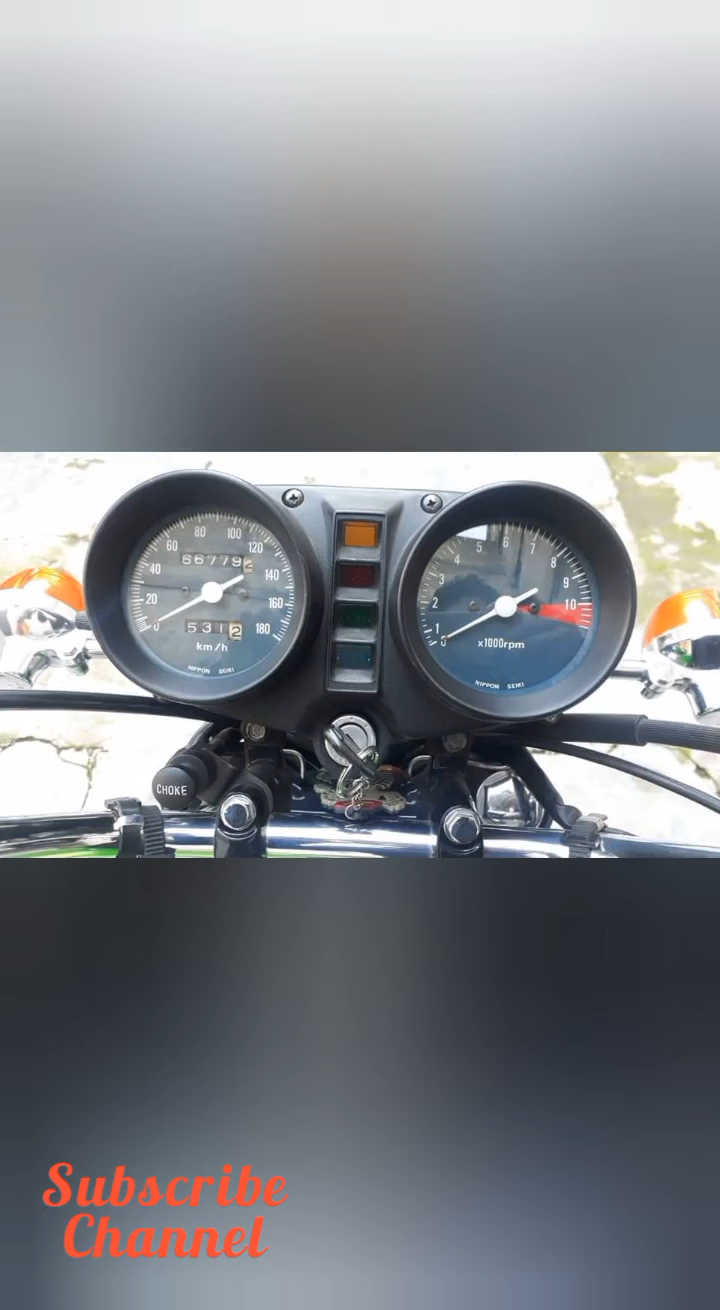 80 100
60 120
66779
40 140
20 160
5312
0 180
km/h
NIPPON SEIKI
6
5 7
4 8
3 9
2 10
1
0
x1000rpm
NIPPON SEIKI
CHOKE
Subscribe
Channel